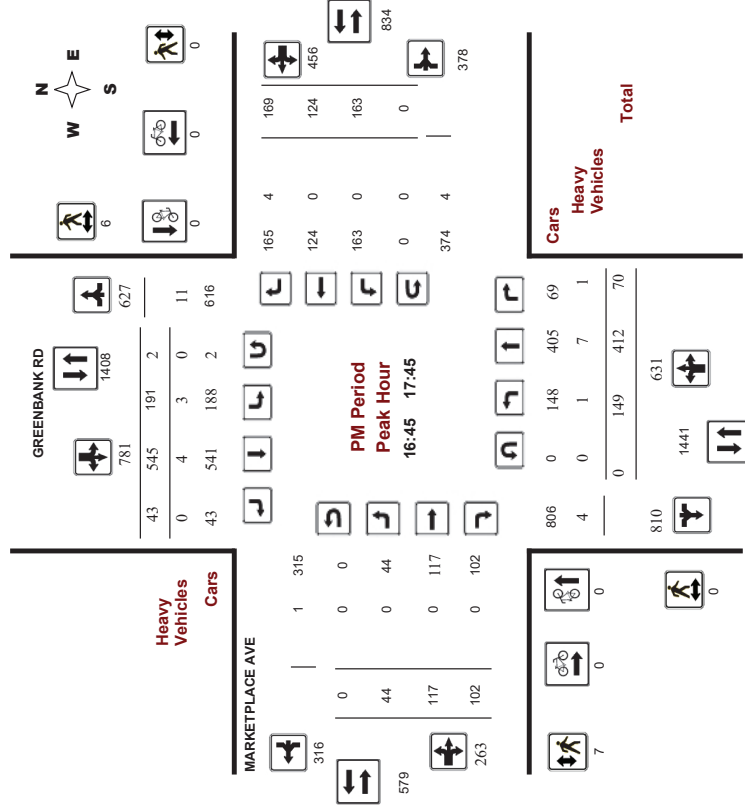 N
W E
S
GREENBANK RD
1408
781
627
43 545 191 2
0 4 3 0 11
43 541 188 2 616
Heavy
Vehicles
Cars
6
0
0
0
MARKETPLACE AVE
316
579
263
1 315
0 0 0
44 0 44
117 0 117
102 0 102
PM Period
Peak Hour
16:45 17:45
165 4 169
124 0 124
163 0 163
0 0 0
374 4
456
834
378
Cars
Heavy
Vehicles
Total
806 0 148 405 69
4 0 1 7 1
0 149 412 70
810
631
1441
7
0
0
0